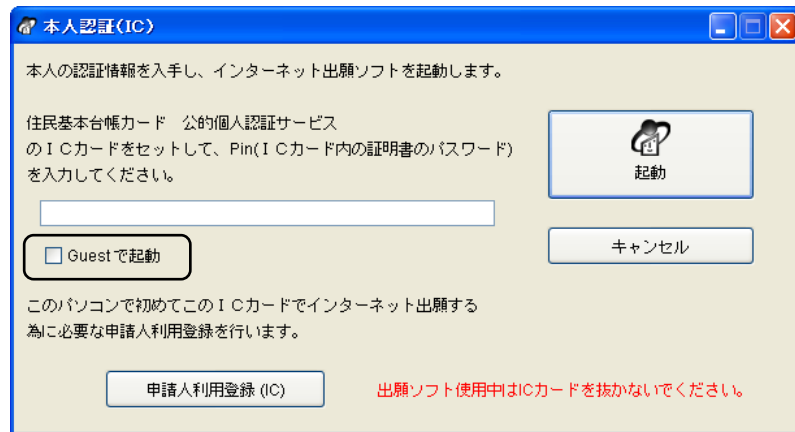 本人認証(IC)
本人の認証情報を入手し、インターネット出願ソフトを起動します。
住民基本台帳カード　公的個人認証サービス
のＩＣカードをセットして、Pin(ＩＣカード内の証明書のパスワード)
を入力してください。
起動
Guestで起動
キャンセル
このパソコンで初めてこのＩＣカードでインターネット出願する
為に必要な申請人利用登録を行います。
申請人利用登録 (IC)
出願ソフト使用中はICカードを抜かないでください。